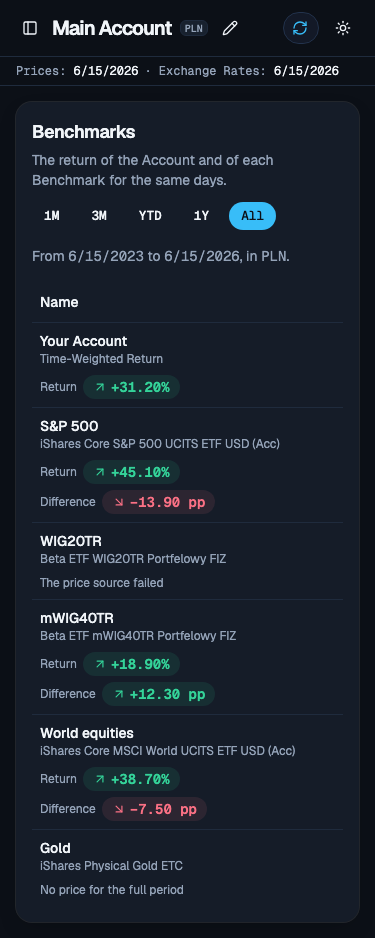 Main Account PLN
Prices: 6/15/2026 · Exchange Rates: 6/15/2026
Benchmarks
The return of the Account and of each
Benchmark for the same days.
1M 3M YTD 1Y All
From 6/15/2023 to 6/15/2026, in PLN.
Name
Your Account
Time-Weighted Return
Return +31.20%
S&P 500
iShares Core S&P 500 UCITS ETF USD (Acc)
Return +45.10%
Difference −13.90 pp
WIG20TR
Beta ETF WIG20TR Portfelowy FIZ
The price source failed
mWIG40TR
Beta ETF mWIG40TR Portfelowy FIZ
Return +18.90%
Difference +12.30 pp
World equities
iShares Core MSCI World UCITS ETF USD (Acc)
Return +38.70%
Difference −7.50 pp
Gold
iShares Physical Gold ETC
No price for the full period